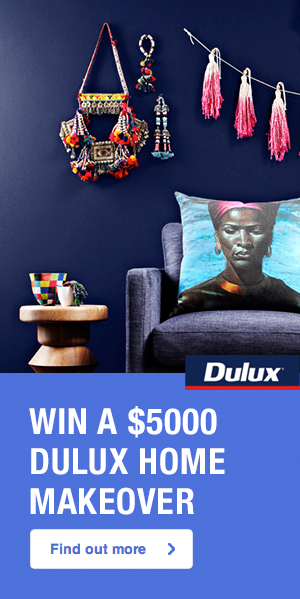 Dulux
WIN A $5000
DULUX HOME
MAKEOVER
Find out more